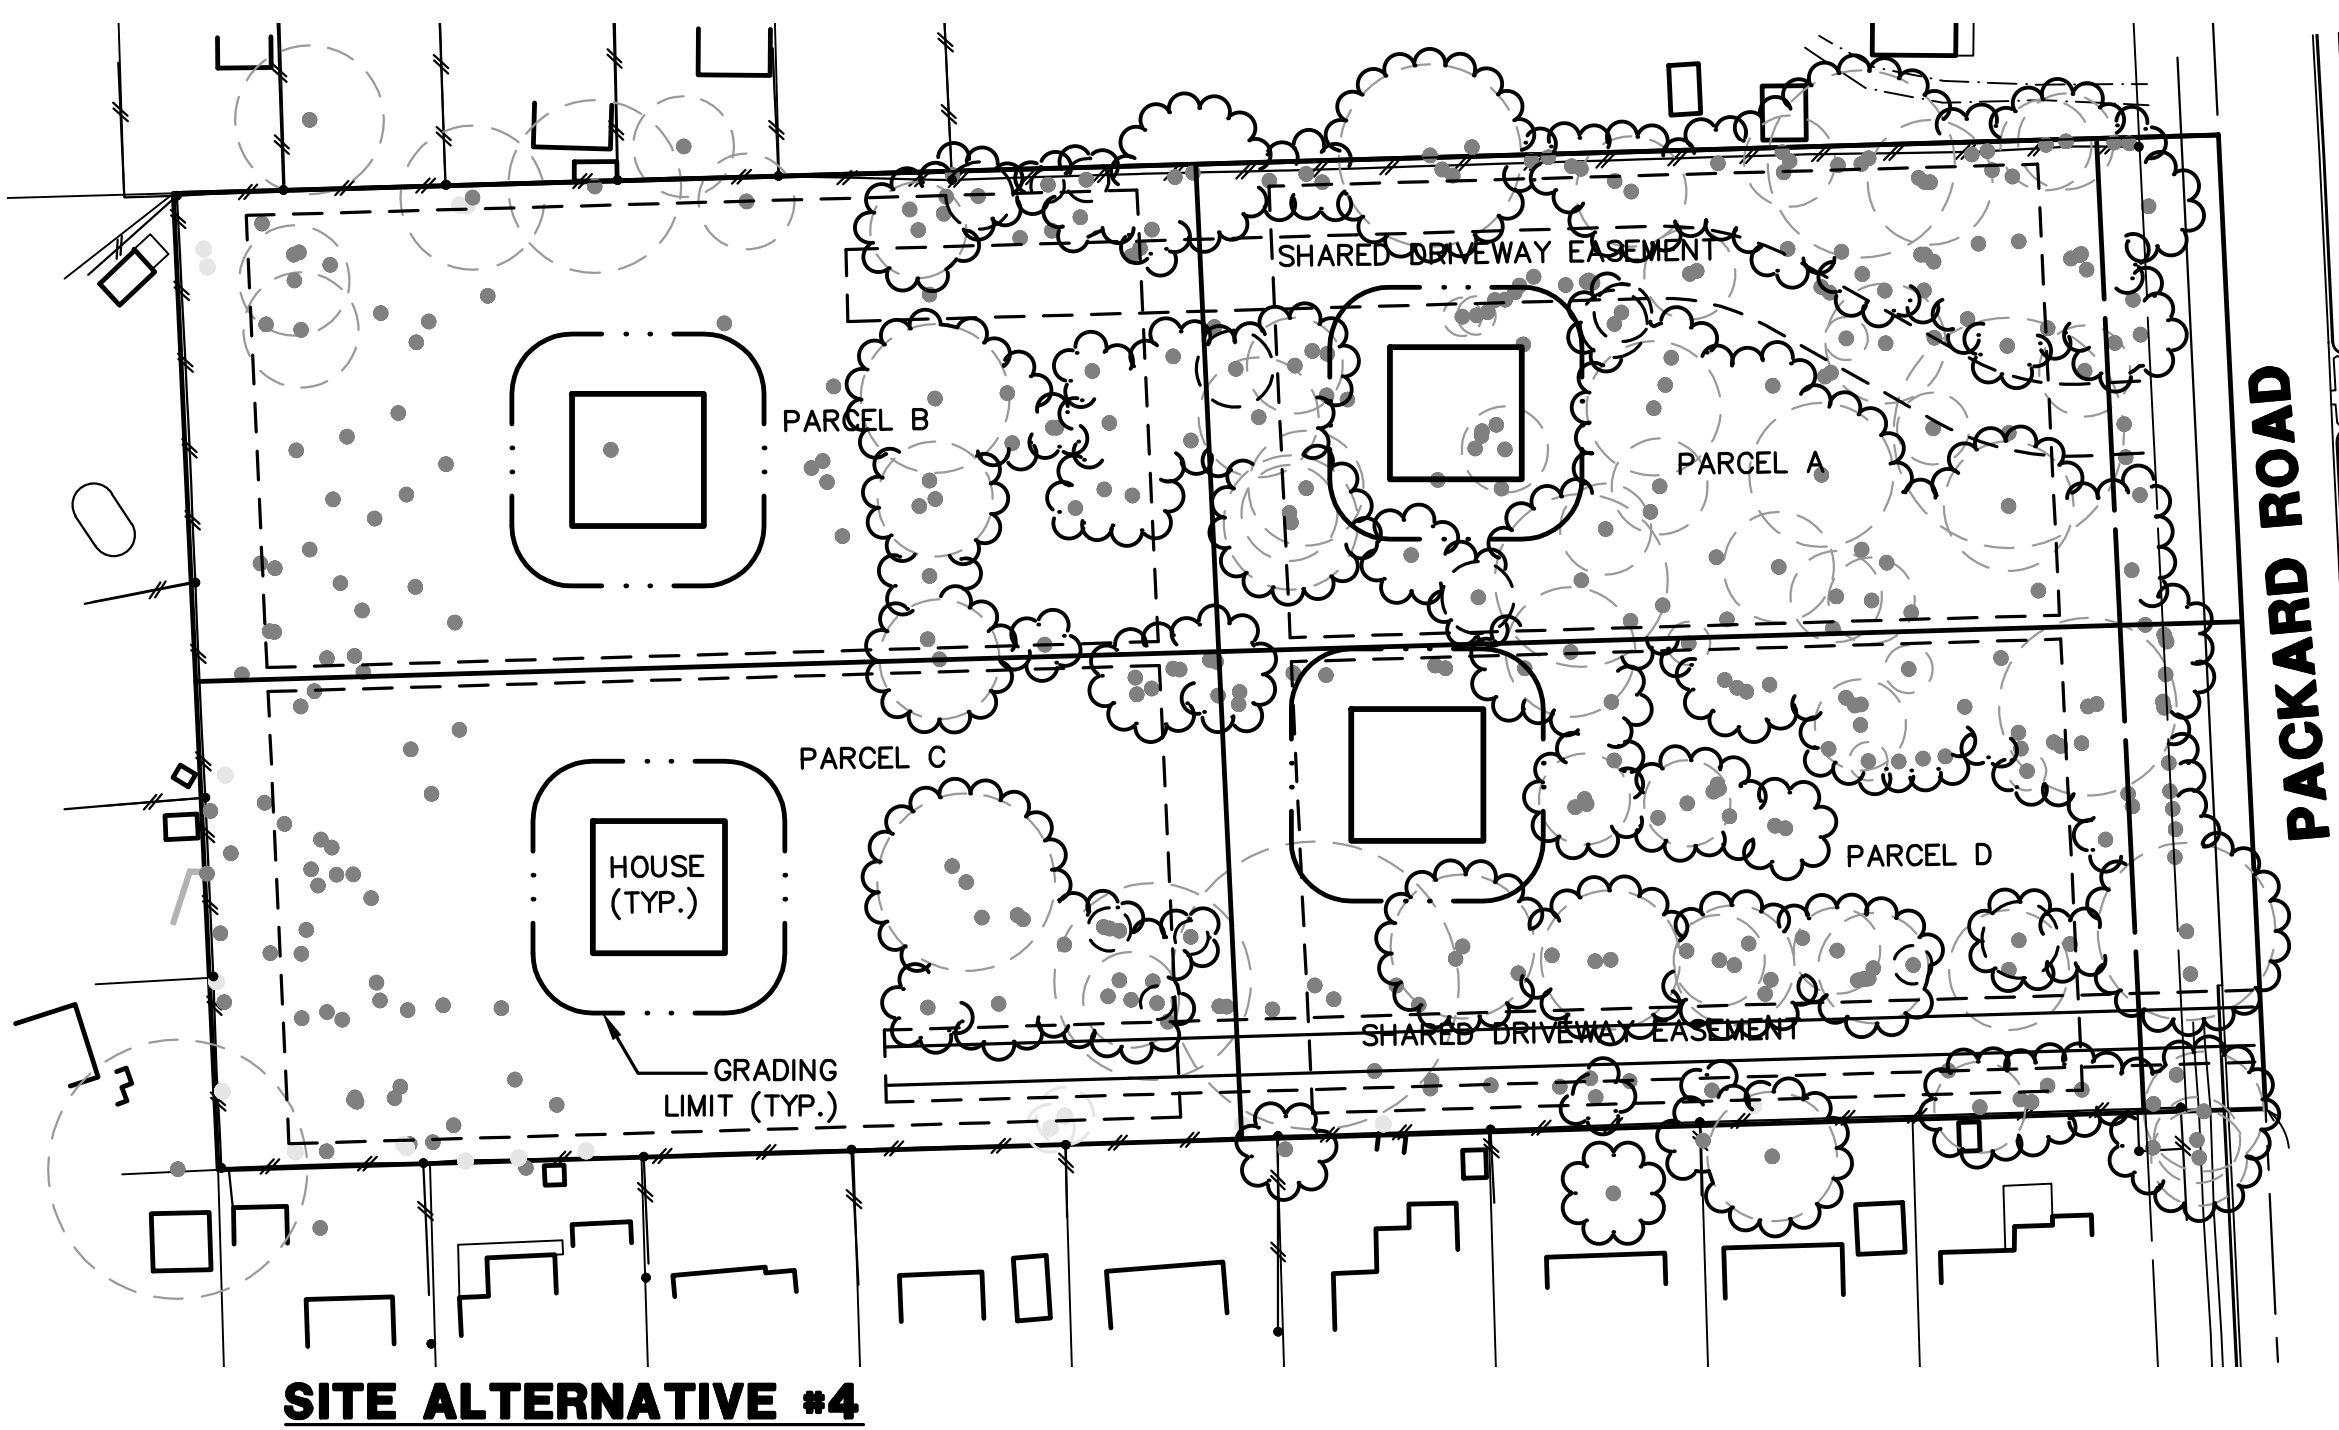 SHARED DRIVEWAY EASEMENT
PARCEL B
PARCEL A
PACKARD ROAD
PARCEL C
HOUSE
(TYP.)
PARCEL D
SHARED DRIVEWAY EASEMENT
GRADING
LIMIT (TYP.)
SITE ALTERNATIVE #4